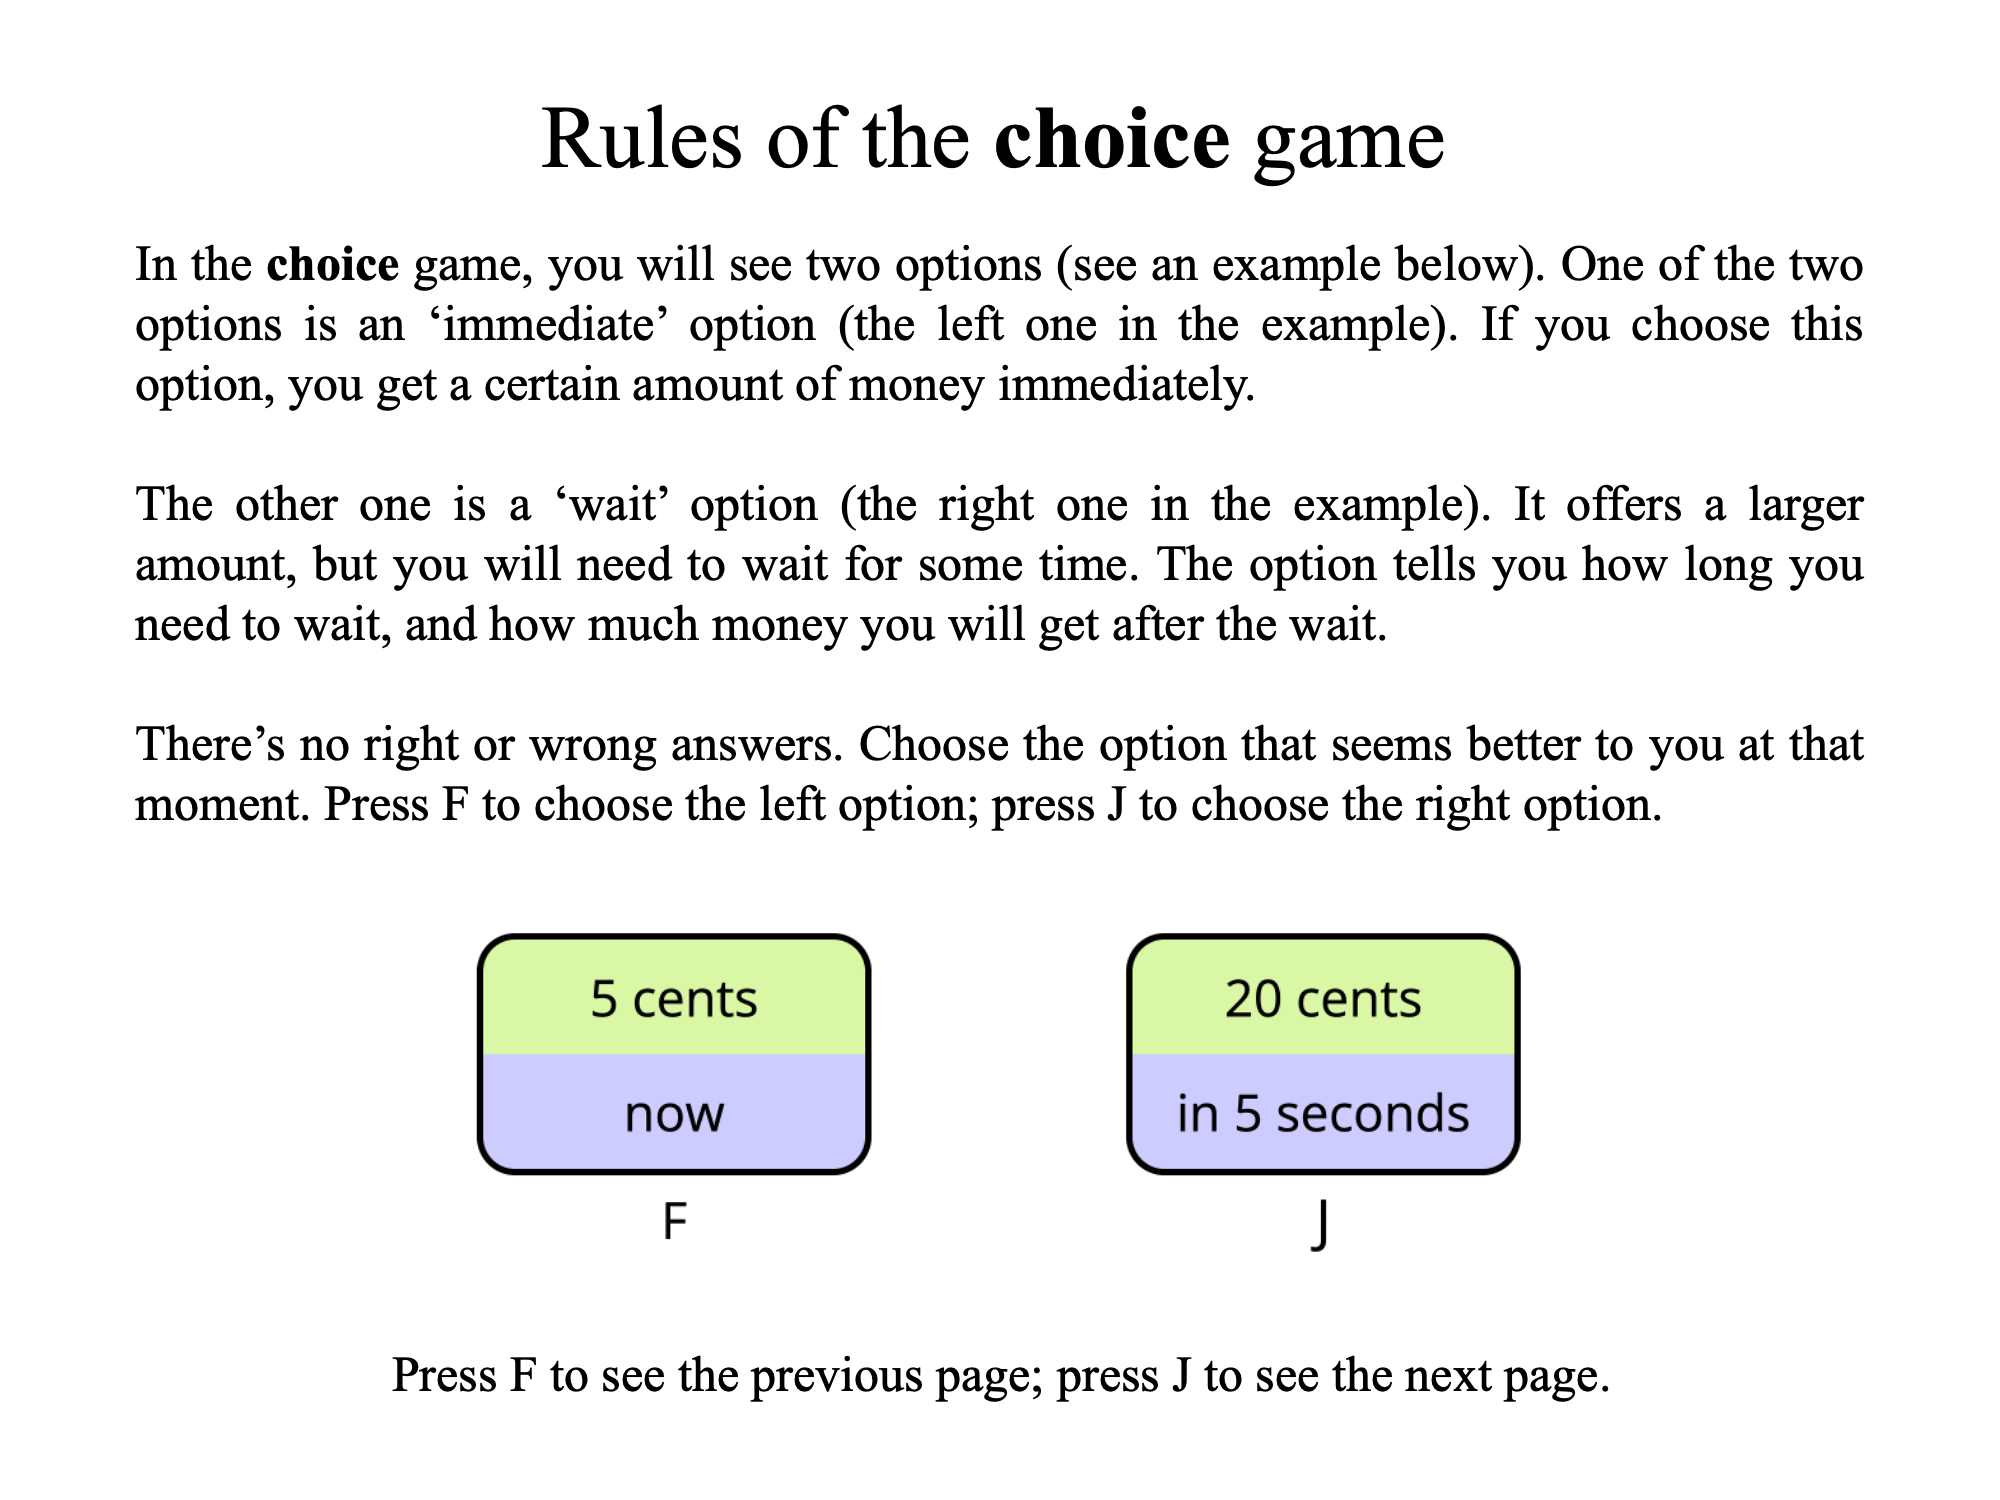 Rules of the choice game
In the choice game, you will see two options (see an example below). One of the two
options is an ‘immediate’ option (the left one in the example). If you choose this
option, you get a certain amount of money immediately.
The other one is a ‘wait’ option (the right one in the example). It offers a larger
amount, but you will need to wait for some time. The option tells you how long you
need to wait, and how much money you will get after the wait.
There’s no right or wrong answers. Choose the option that seems better to you at that
moment. Press F to choose the left option; press J to choose the right option.
5 cents
now
F
20 cents
in 5 seconds
J
Press F to see the previous page; press J to see the next page.